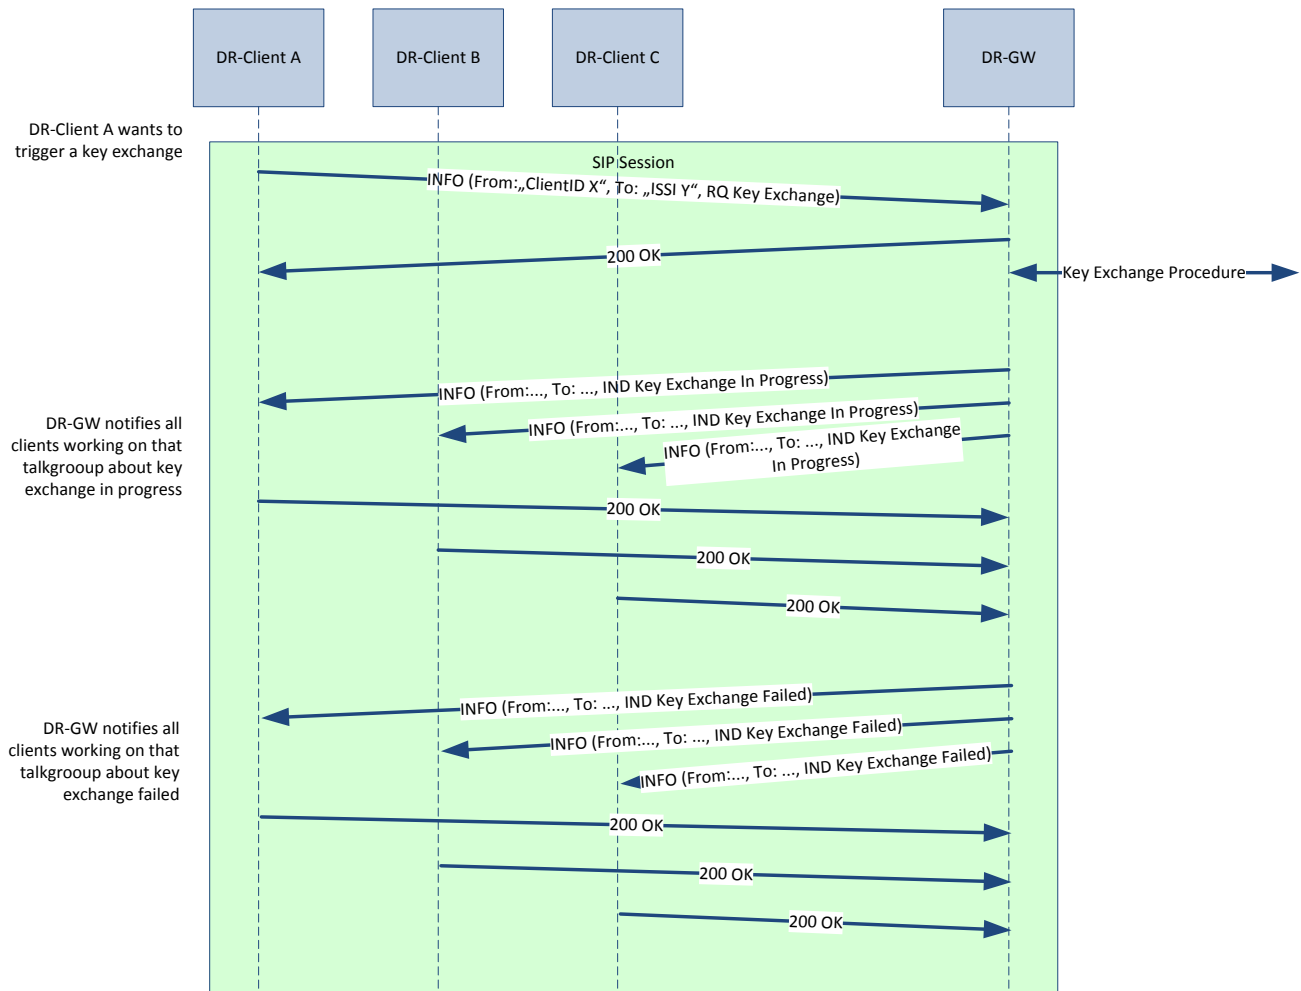 DR-Client A
DR-Client B
DR-Client C
DR-GW
DR-Client A wants to
trigger a key exchange
SIP Session
INFO (From:„ClientID X“, To: „ISSI Y“, RQ Key Exchange)
200 OK
Key Exchange Procedure
DR-GW notifies all
clients working on that
talkgrooup about key
exchange in progress
INFO (From:..., To: ..., IND Key Exchange In Progress)
INFO (From:..., To: ..., IND Key Exchange In Progress)
INFO (From:..., To: ..., IND Key Exchange
In Progress)
200 OK
200 OK
200 OK
DR-GW notifies all
clients working on that
talkgrooup about key
exchange failed
INFO (From:..., To: ..., IND Key Exchange Failed)
INFO (From:..., To: ..., IND Key Exchange Failed)
INFO (From:..., To: ..., IND Key Exchange Failed)
200 OK
200 OK
200 OK